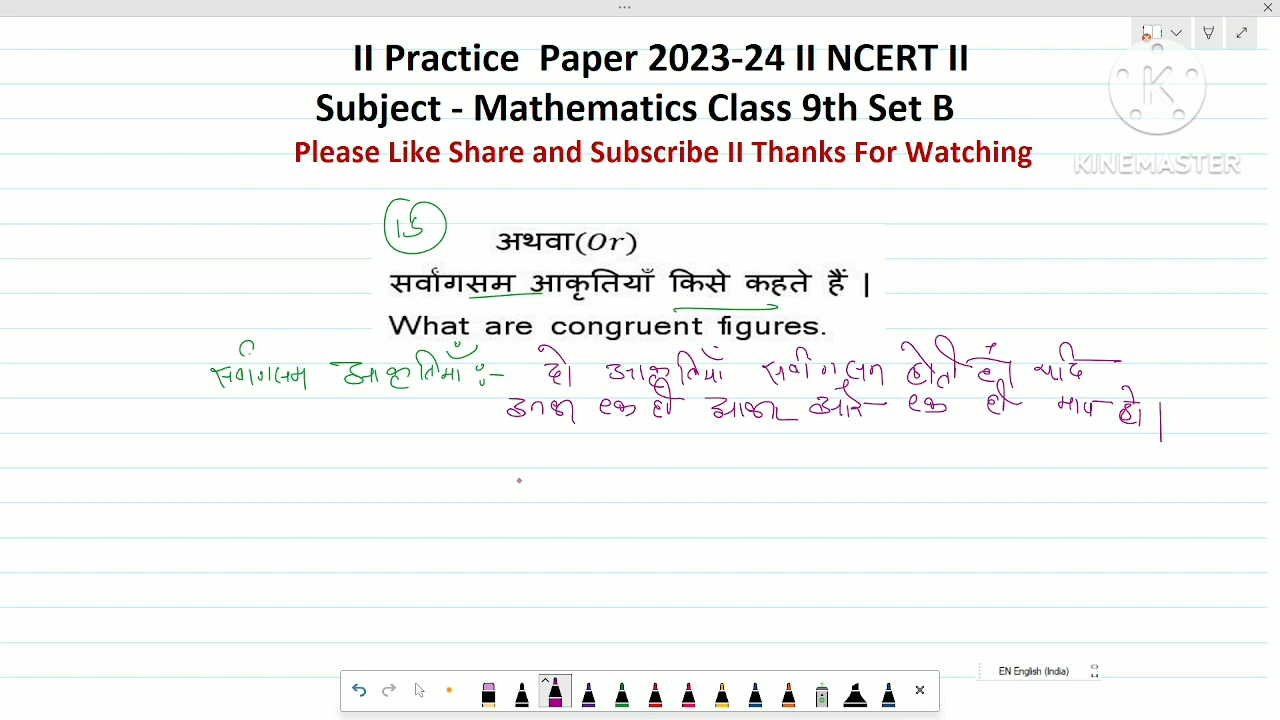 II Practice Paper 2023-24 II NCERT II
Subject - Mathematics Class 9th Set B
Please Like Share and Subscribe II Thanks For Watching
KINEMASTER
15
अथवा(Or)
सर्वांगसम आकृतियाँ किसे कहते हैं |
What are congruent figures.
सर्वांगसम आकृतियाँ :- दो आकृतियाँ सर्वांगसम होती हैं यदि
उनका एक ही आकार और एक ही माप हो |
EN English (India)